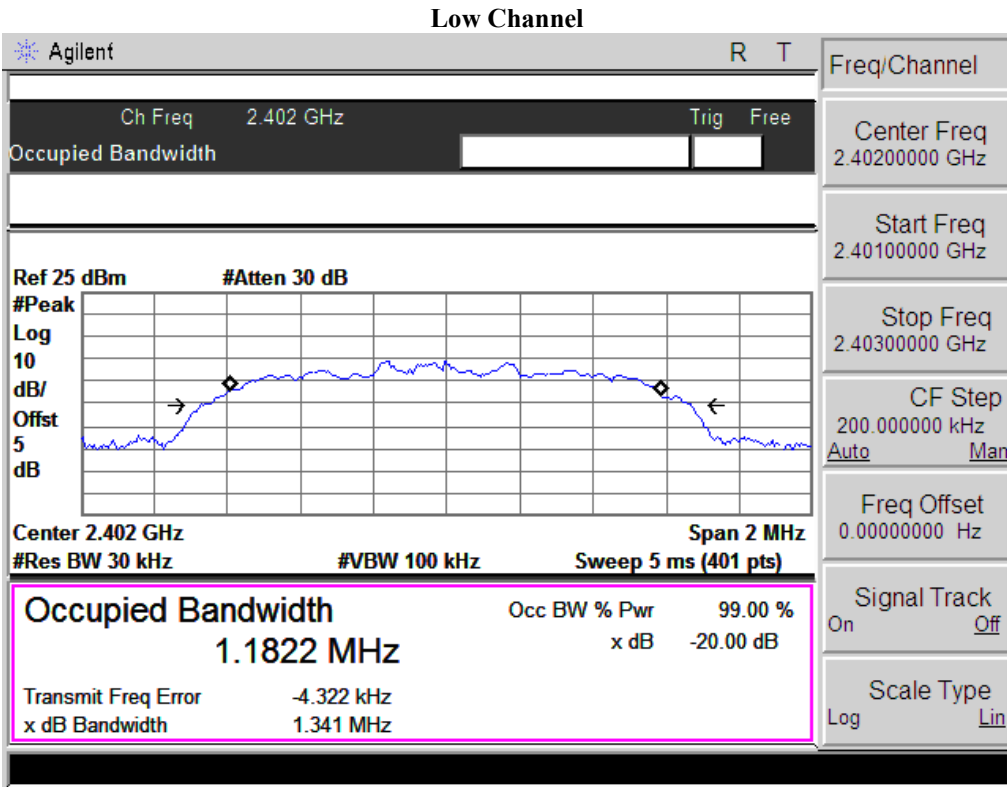 Low Channel
Agilent R T
Freq/Channel
Ch Freq 2.402 GHz Trig Free
Occupied Bandwidth
Center Freq
2.40200000 GHz
Start Freq
2.40100000 GHz
Stop Freq
2.40300000 GHz
CF Step
200.000000 kHz
Auto Man
Freq Offset
0.00000000 Hz
Signal Track
On Off
Scale Type
Log Lin
Ref 25 dBm #Atten 30 dB
#Peak
Log
10
dB/
Offst
5
dB
Center 2.402 GHz Span 2 MHz
#Res BW 30 kHz #VBW 100 kHz Sweep 5 ms (401 pts)
Occupied Bandwidth Occ BW % Pwr 99.00 %
1.1822 MHz x dB -20.00 dB
Transmit Freq Error -4.322 kHz
x dB Bandwidth 1.341 MHz